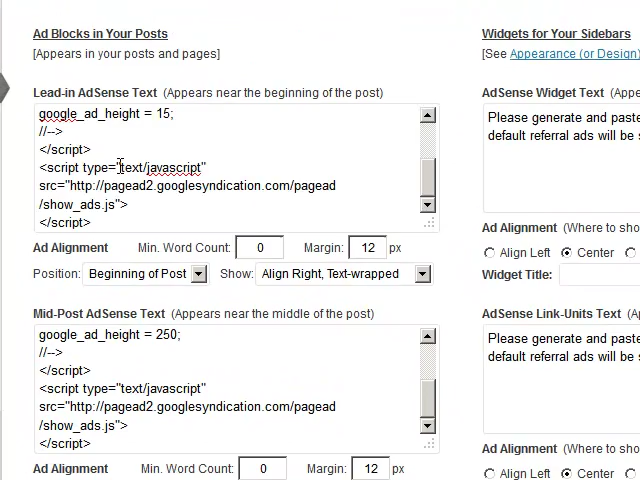 Ad Blocks in Your Posts
[Appears in your posts and pages]
Lead-in AdSense Text (Appears near the beginning of the post)
google_ad_height = 15;
//-->
</script>
<script type="text/javascript"
src="http://pagead2.googlesyndication.com/pagead
/show_ads.js">
</script>
Ad Alignment Min. Word Count: 0 Margin: 12 px
Position: Beginning of Post Show: Align Right, Text-wrapped
Mid-Post AdSense Text (Appears near the middle of the post)
google_ad_height = 250;
//-->
</script>
<script type="text/javascript"
src="http://pagead2.googlesyndication.com/pagead
/show_ads.js">
</script>
Ad Alignment Min. Word Count: 0 Margin: 12 px
Widgets for Your Sidebars
[See Appearance (or Design)
AdSense Widget Text (Appe
Please generate and paste
default referral ads will be s
Ad Alignment (Where to sho
Align Left Center
Widget Title:
AdSense Link-Units Text (A
Please generate and paste
default referral ads will be s
Ad Alignment (Where to sho
Align Left Center